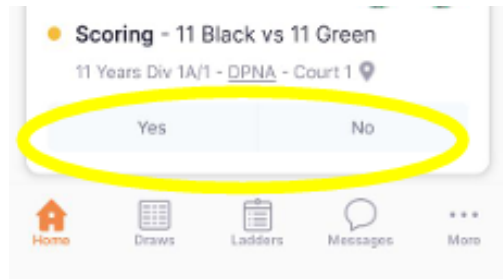 Scoring - 11 Black vs 11 Green
11 Years Div 1A/1 - DPNA - Court 1
Yes No
Home Draws Ladders Messages More